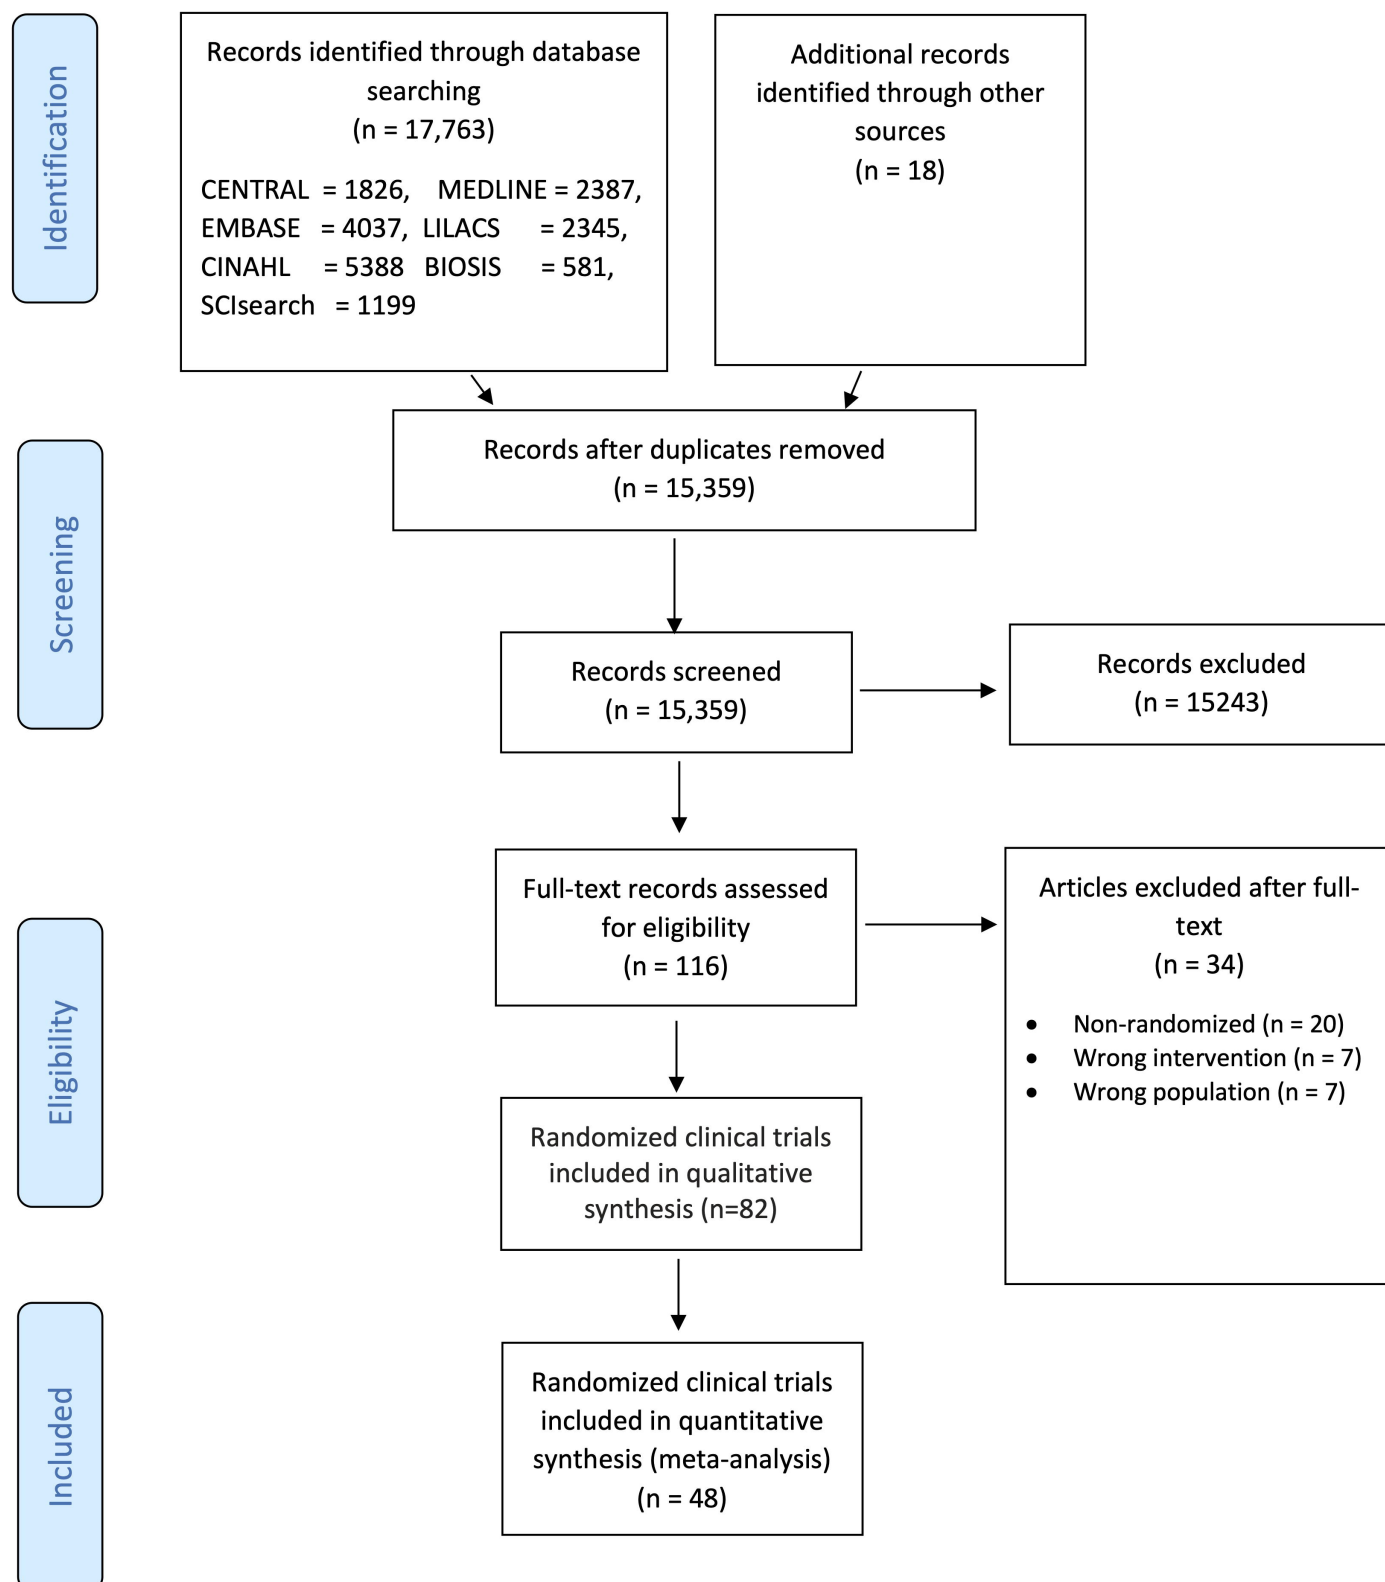 Identification
Records identified through database
searching
(n = 17,763)
CENTRAL = 1826, MEDLINE = 2387,
EMBASE = 4037, LILACS = 2345,
CINAHL = 5388 BIOSIS = 581,
SCIsearch = 1199
Additional records
identified through other
sources
(n = 18)
Screening
Records after duplicates removed
(n = 15,359)
Records screened
(n = 15,359)
Records excluded
(n = 15243)
Eligibility
Full-text records assessed
for eligibility
(n = 116)
Articles excluded after full-
text
(n = 34)
• Non-randomized (n = 20)
• Wrong intervention (n = 7)
• Wrong population (n = 7)
Randomized clinical trials
included in qualitative
synthesis (n=82)
Included
Randomized clinical trials
included in quantitative
synthesis (meta-analysis)
(n = 48)